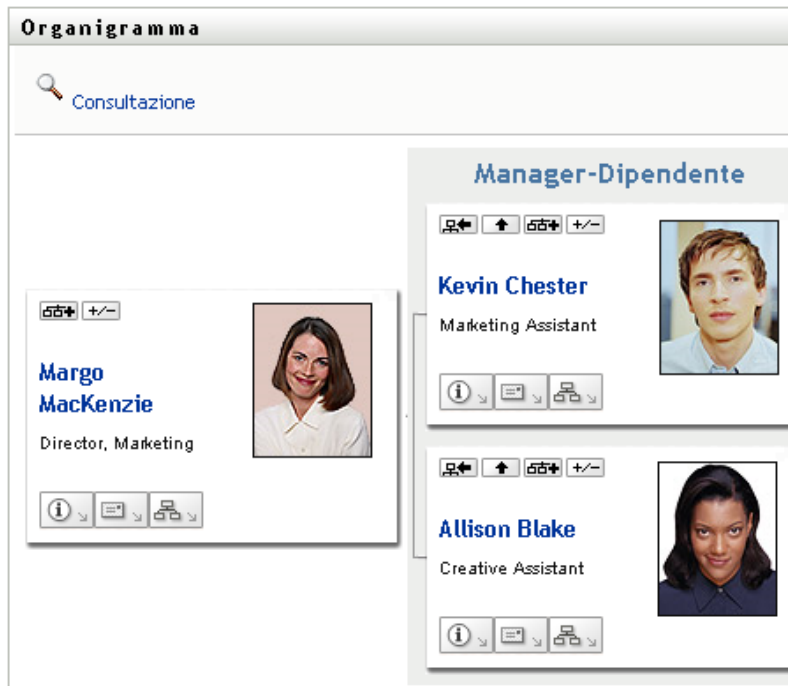 Organigramma
Consultazione
Manager-Dipendente
+/-
Kevin Chester
Marketing Assistant
+/-
Margo
MacKenzie
Director, Marketing
+/-
Allison Blake
Creative Assistant